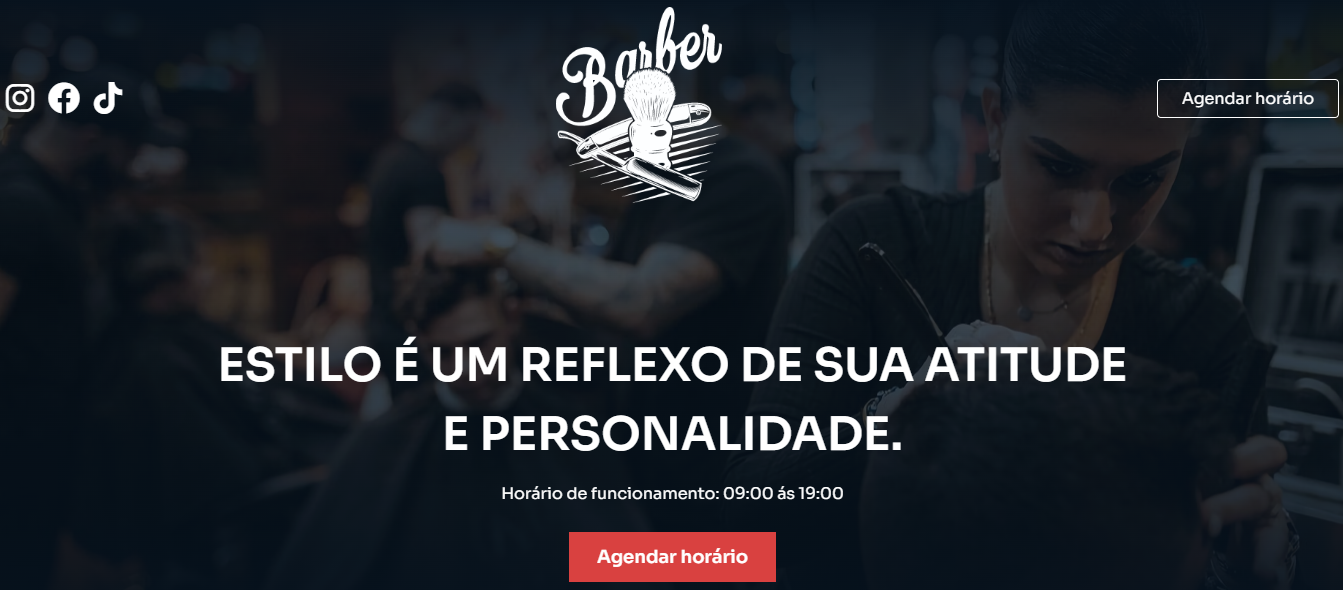 Barber
Agendar horário
ESTILO É UM REFLEXO DE SUA ATITUDE
E PERSONALIDADE.
Horário de funcionamento: 09:00 ás 19:00
Agendar horário